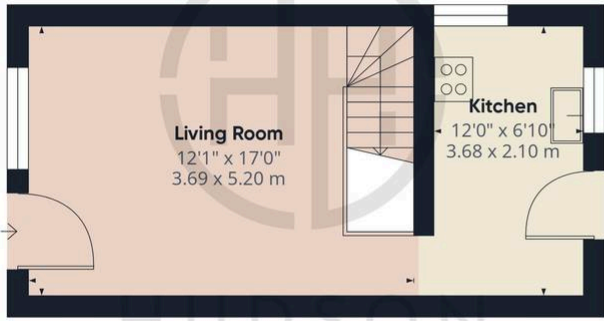 Living Room
12'1" x 17'0"
3.69 x 5.20 m
Kitchen
12'0" x 6'10"
3.68 x 2.10 m
HUDSON